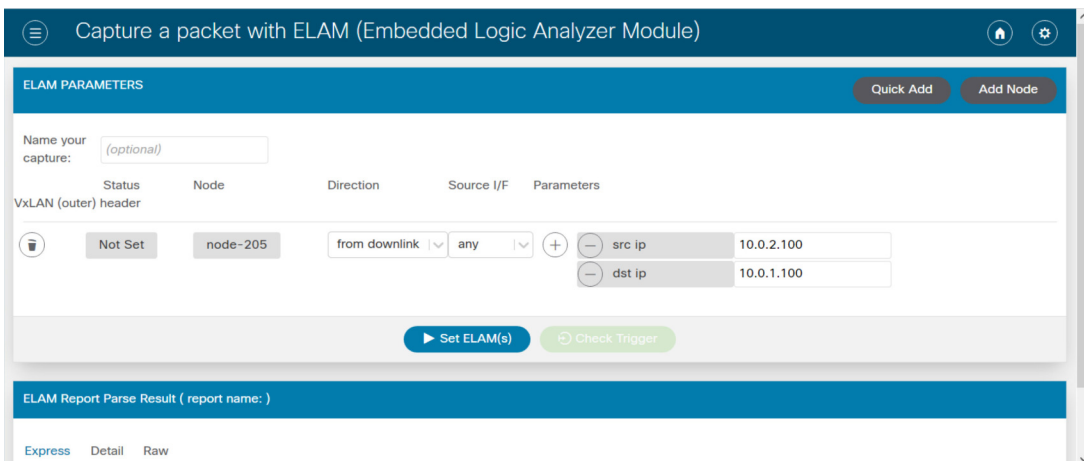 Capture a packet with ELAM (Embedded Logic Analyzer Module)
ELAM PARAMETERS
Quick Add
Add Node
Name your
capture:
(optional)
Status Node Direction Source I/F Parameters
VxLAN (outer) header
Not Set node-205 from downlink any src ip 10.0.2.100
dst ip 10.0.1.100
Set ELAM(s)
Check Trigger
ELAM Report Parse Result ( report name: )
Express Detail Raw